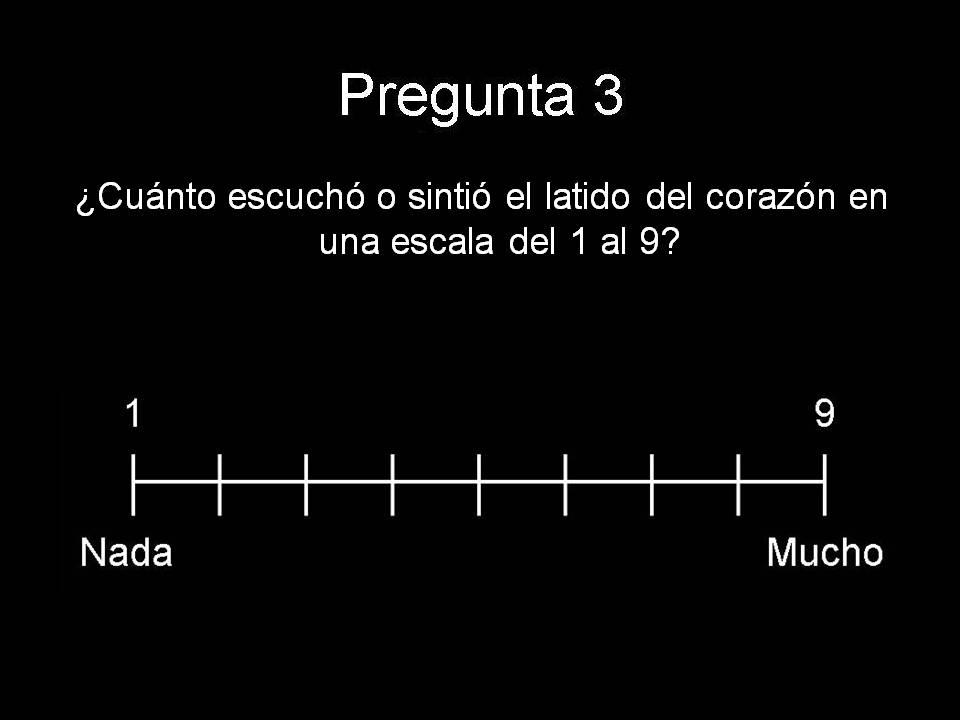 Pregunta 3
¿Cuánto escuchó o sintió el latido del corazón en
una escala del 1 al 9?
1 9
Nada Mucho